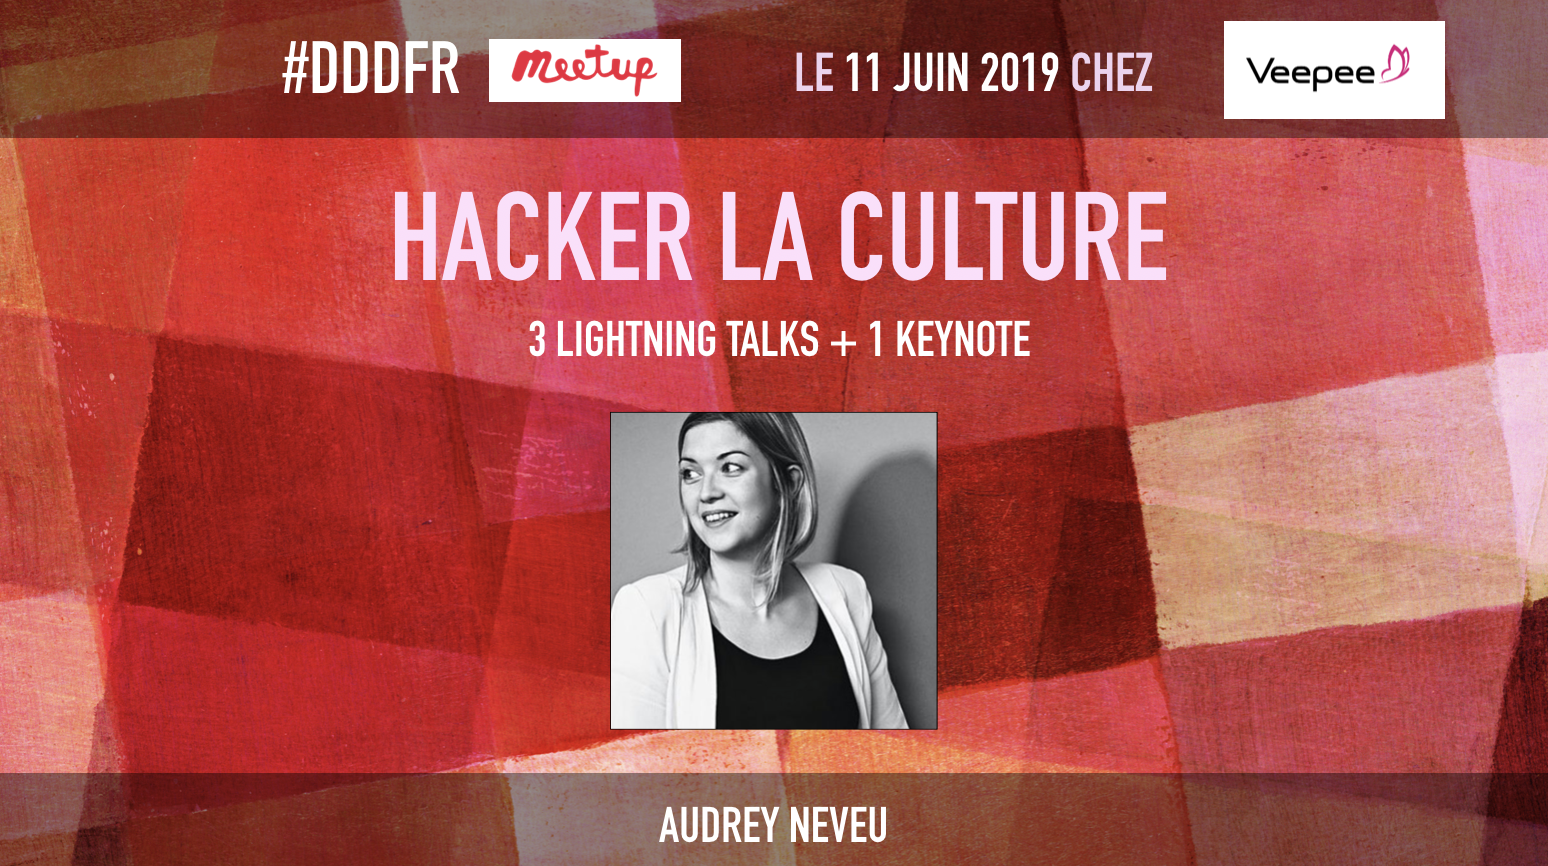 #DDDFR meetup LE 11 JUIN 2019 CHEZ Veepee
HACKER LA CULTURE
3 LIGHTNING TALKS + 1 KEYNOTE
AUDREY NEVEU